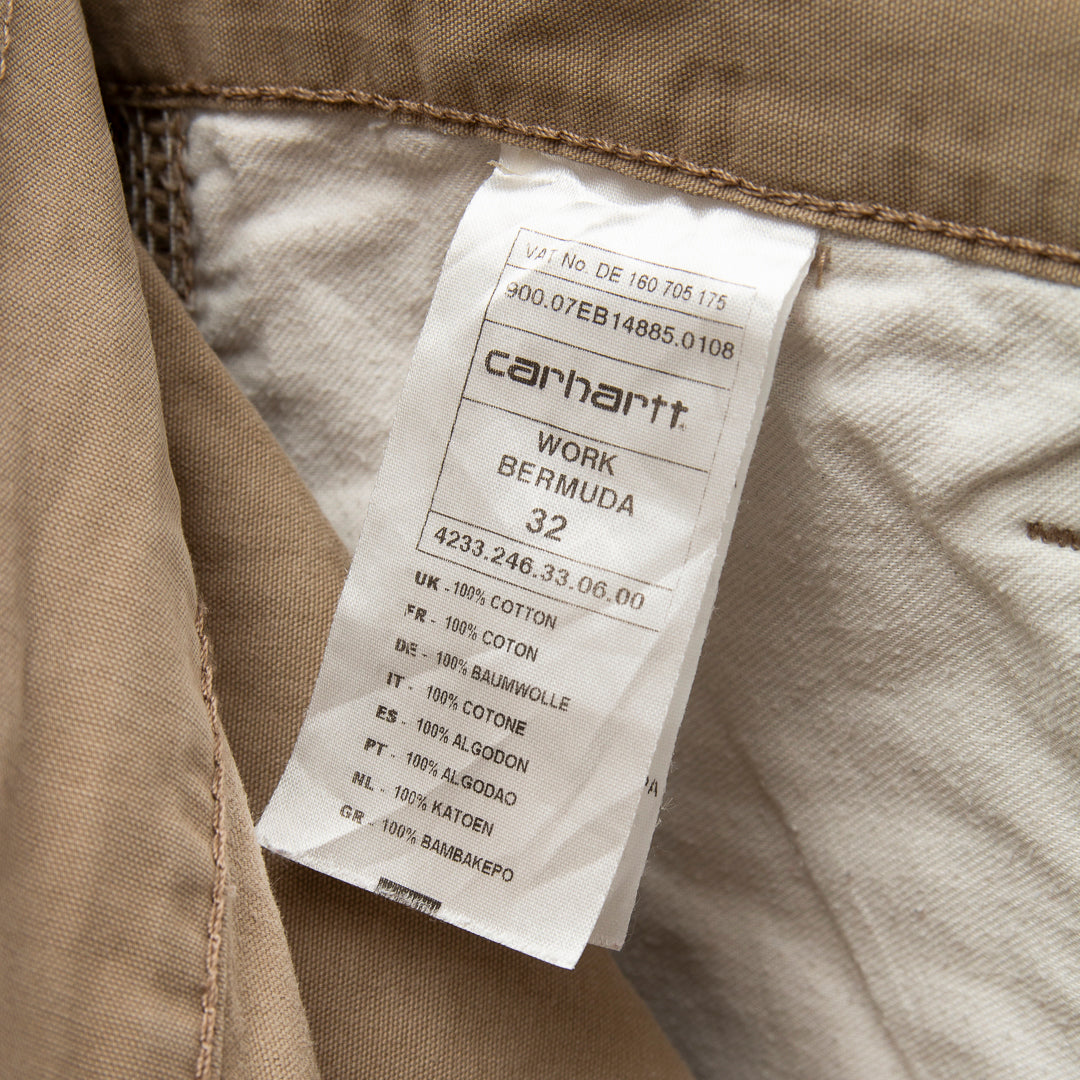 VAT No. DE 160 705 175
900.07EB14885.0108
carhartt
WORK
BERMUDA
32
4233.246.33.06.00
UK - 100% COTTON
FR - 100% COTON
DE - 100% BAUMWOLLE
IT - 100% COTONE
ES - 100% ALGODON
PT - 100% ALGODAO
NL - 100% KATOEN
GR - 100% BAMBAKEPO